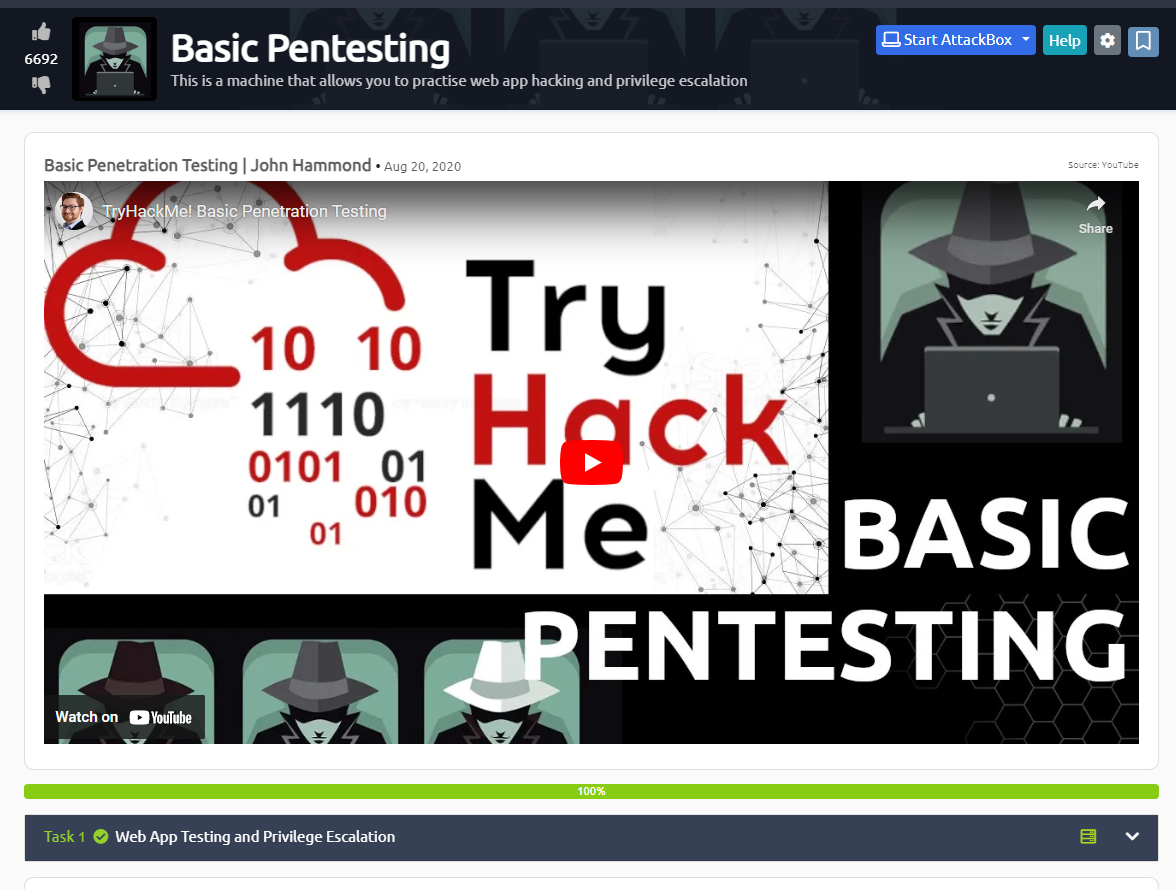 6692
Basic Pentesting
This is a machine that allows you to practise web app hacking and privilege escalation
Start AttackBox
Help
Basic Penetration Testing | John Hammond • Aug 20, 2020
Source: YouTube
TryHackMe! Basic Penetration Testing
Share
10 10
1110
0101 01
01 010
01
Try
Hack
Me
BASIC
PENTESTING
Watch on YouTube
100%
Task 1 Web App Testing and Privilege Escalation